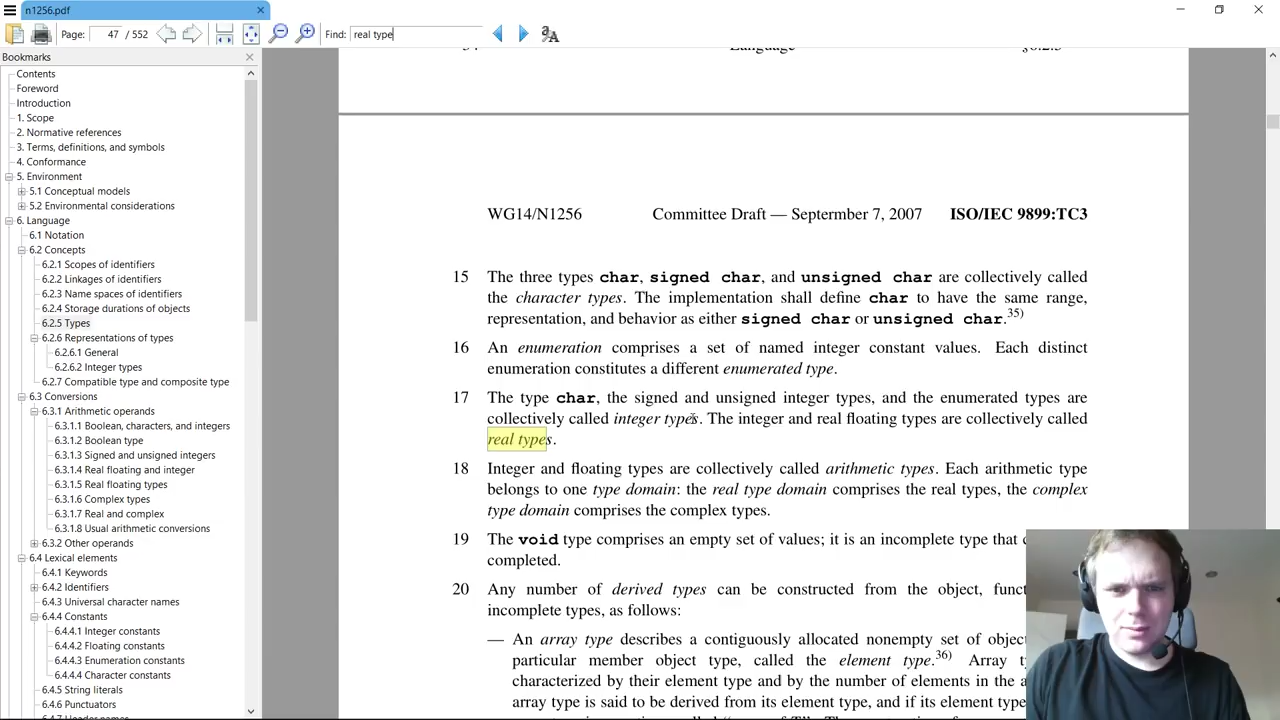 n1256.pdf
Page: 47 / 552 Find: real type
Bookmarks
Contents
Foreword
Introduction
1. Scope
2. Normative references
3. Terms, definitions, and symbols
4. Conformance
5. Environment
5.1 Conceptual models
5.2 Environmental considerations
6. Language
6.1 Notation
6.2 Concepts
6.2.1 Scopes of identifiers
6.2.2 Linkages of identifiers
6.2.3 Name spaces of identifiers
6.2.4 Storage durations of objects
6.2.5 Types
6.2.6 Representations of types
6.2.6.1 General
6.2.6.2 Integer types
6.2.7 Compatible type and composite type
6.3 Conversions
6.3.1 Arithmetic operands
6.3.1.1 Boolean, characters, and integers
6.3.1.2 Boolean type
6.3.1.3 Signed and unsigned integers
6.3.1.4 Real floating and integer
6.3.1.5 Real floating types
6.3.1.6 Complex types
6.3.1.7 Real and complex
6.3.1.8 Usual arithmetic conversions
6.3.2 Other operands
6.4 Lexical elements
6.4.1 Keywords
6.4.2 Identifiers
6.4.3 Universal character names
6.4.4 Constants
6.4.4.1 Integer constants
6.4.4.2 Floating constants
6.4.4.3 Enumeration constants
6.4.4.4 Character constants
6.4.5 String literals
6.4.6 Punctuators
6.4.7 Header names
Language
WG14/N1256 Committee Draft — Septermber 7, 2007 ISO/IEC 9899:TC3
15 The three types char, signed char, and unsigned char are collectively called
the character types. The implementation shall define char to have the same range,
representation, and behavior as either signed char or unsigned char.35)
16 An enumeration comprises a set of named integer constant values. Each distinct
enumeration constitutes a different enumerated type.
17 The type char, the signed and unsigned integer types, and the enumerated types are
collectively called integer types. The integer and real floating types are collectively called
real types.
18 Integer and floating types are collectively called arithmetic types. Each arithmetic type
belongs to one type domain: the real type domain comprises the real types, the complex
type domain comprises the complex types.
19 The void type comprises an empty set of values; it is an incomplete type that
completed.
20 Any number of derived types can be constructed from the object,
incomplete types, as follows:
— An array type describes a contiguously allocated nonempty set of
particular member object type, called the element type.36) Array
characterized by their element type and by the number of elements in the
array type is said to be derived from its element type, and if its element type